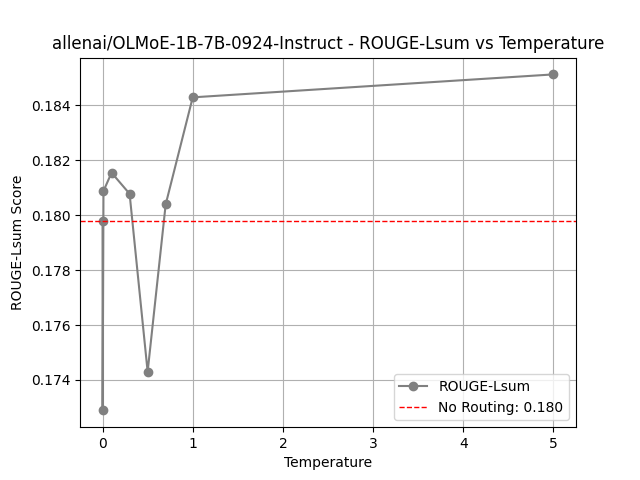 allenai/OLMoE-1B-7B-0924-Instruct - ROUGE-Lsum vs Temperature
ROUGE-Lsum Score
0.184
0.182
0.180
0.178
0.176
0.174
ROUGE-Lsum
No Routing: 0.180
0 1 2 3 4 5
Temperature